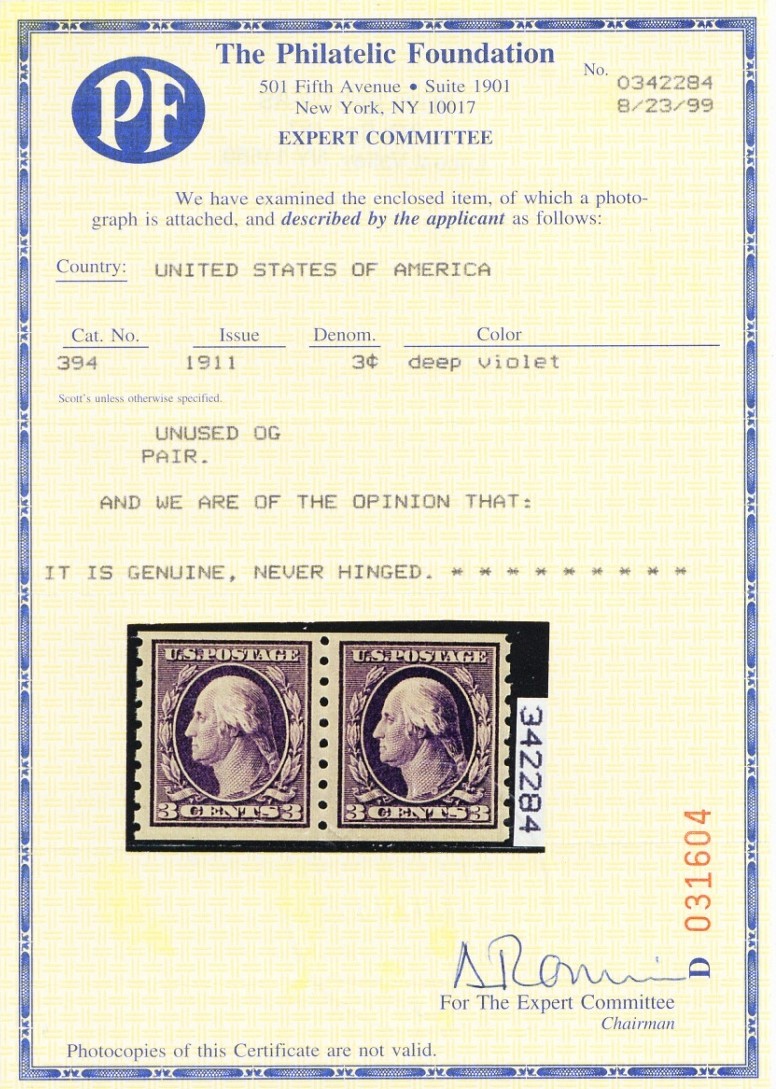 The Philatelic Foundation
PF
501 Fifth Avenue • Suite 1901
New York, NY 10017
EXPERT COMMITTEE
No. 0342284
8/23/99
We have examined the enclosed item, of which a photo-
graph is attached, and described by the applicant as follows:
Country: UNITED STATES OF AMERICA
Cat. No. Issue Denom. Color
394 1911 3¢ deep violet
Scott's unless otherwise specified.
UNUSED OG
PAIR.
AND WE ARE OF THE OPINION THAT:
IT IS GENUINE, NEVER HINGED. * * * * * * * * *
U.S.POSTAGE U.S.POSTAGE
3 CENTS 3 3 CENTS 3
342284
D 031604
For The Expert Committee
Chairman
Photocopies of this Certificate are not valid.